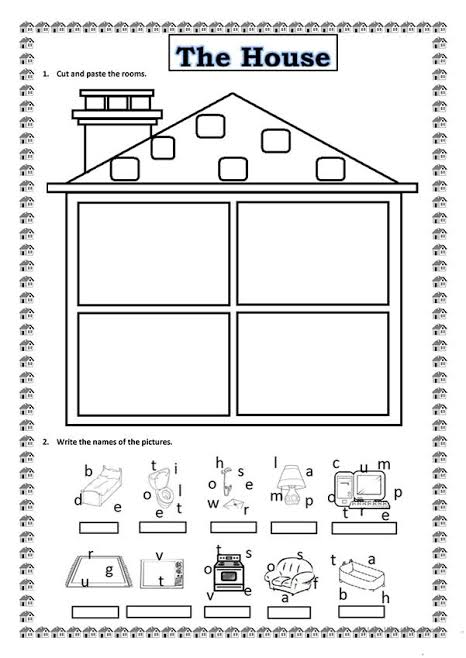 The House
1. Cut and paste the rooms.
2. Write the names of the pictures.
b t i h s l a c u m
d o l o e m p p
e e t w r o t r e
r v t s s t a
g o o f
u t v e a b h